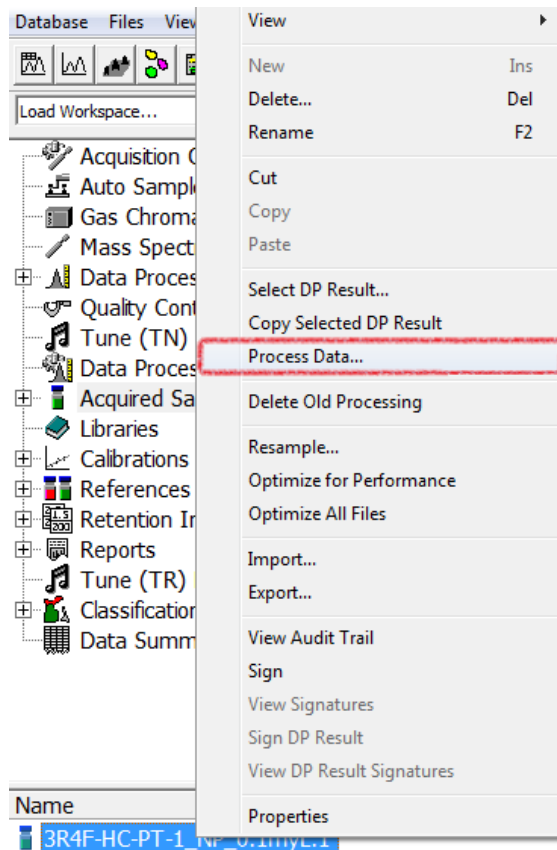 Database Files View
Load Workspace...
Acquisition
Auto Sampl
Gas Chroma
Mass Spect
Data Proces
Quality Cont
Tune (TN)
Data Proces
Acquired Sa
Libraries
Calibrations
References
Retention Ir
Reports
Tune (TR)
Classification
Data Summ
Name
3R4F-HC-PT-1_NP_0.1myL:1
View
New Ins
Delete... Del
Rename F2
Cut
Copy
Paste
Select DP Result...
Copy Selected DP Result
Process Data...
Delete Old Processing
Resample...
Optimize for Performance
Optimize All Files
Import...
Export...
View Audit Trail
Sign
View Signatures
Sign DP Result
View DP Result Signatures
Properties